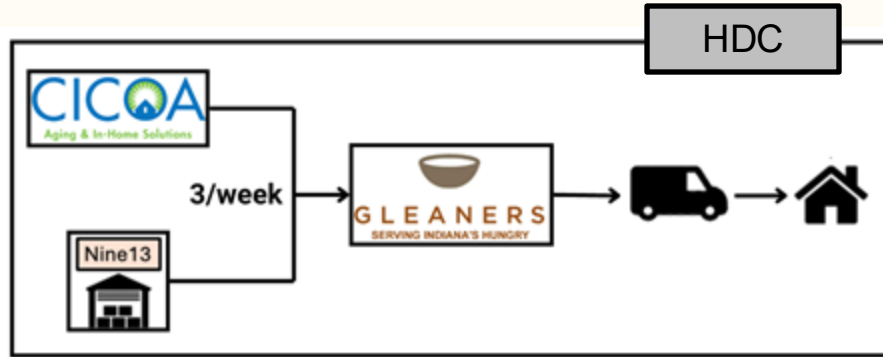 HDC
CICOA
Aging & In-Home Solutions
3/week
Nine13
GLEANERS
SERVING INDIANA'S HUNGRY